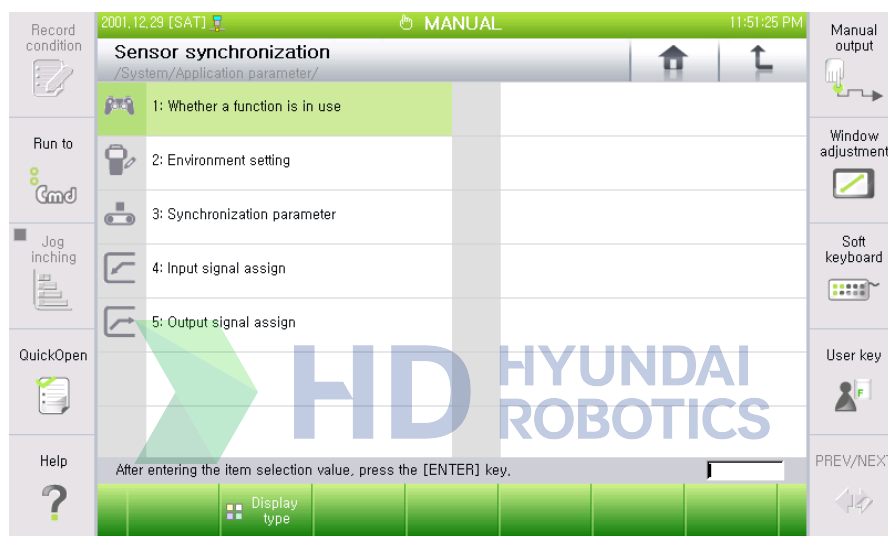 Record
condition
Run to
Cmd
Jog
inching
QuickOpen
Help
2001,12,29 [SAT]
MANUAL
11:51:25 PM
Sensor synchronization
/System/Application parameter/
1: Whether a function is in use
2: Environment setting
3: Synchronization parameter
4: Input signal assign
5: Output signal assign
HD HYUNDAI
ROBOTICS
After entering the item selection value, press the [ENTER] key.
Display
type
Manual
output
Window
adjustment
Soft
keyboard
User key
F
PREV/NEXT